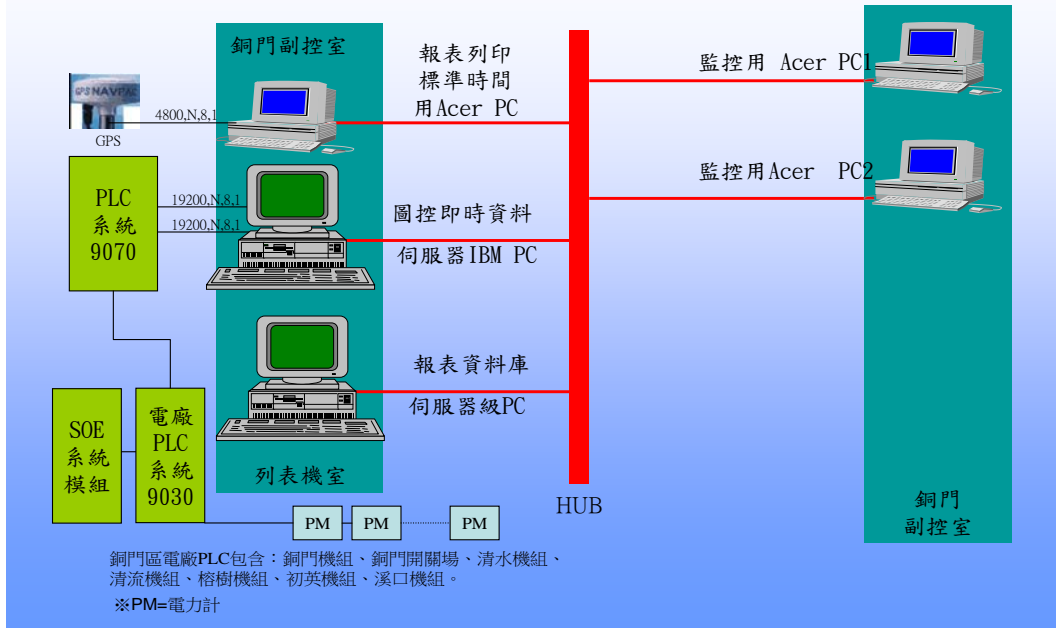 銅門副控室
報表列印
標準時間
用Acer PC
監控用 Acer PC1
GPS NAVPAC
4800,N,8,1
GPS
監控用Acer PC2
PLC
系統
9070
19200,N,8,1
19200,N,8,1
圖控即時資料
伺服器IBM PC
報表資料庫
伺服器級PC
SOE
系統
模組
電廠
PLC
系統
9030
列表機室
HUB
銅門
副控室
PM
PM
PM
銅門區電廠PLC包含：銅門機組、銅門開關場、清水機組、
清流機組、榕樹機組、初英機組、溪口機組。
※PM=電力計